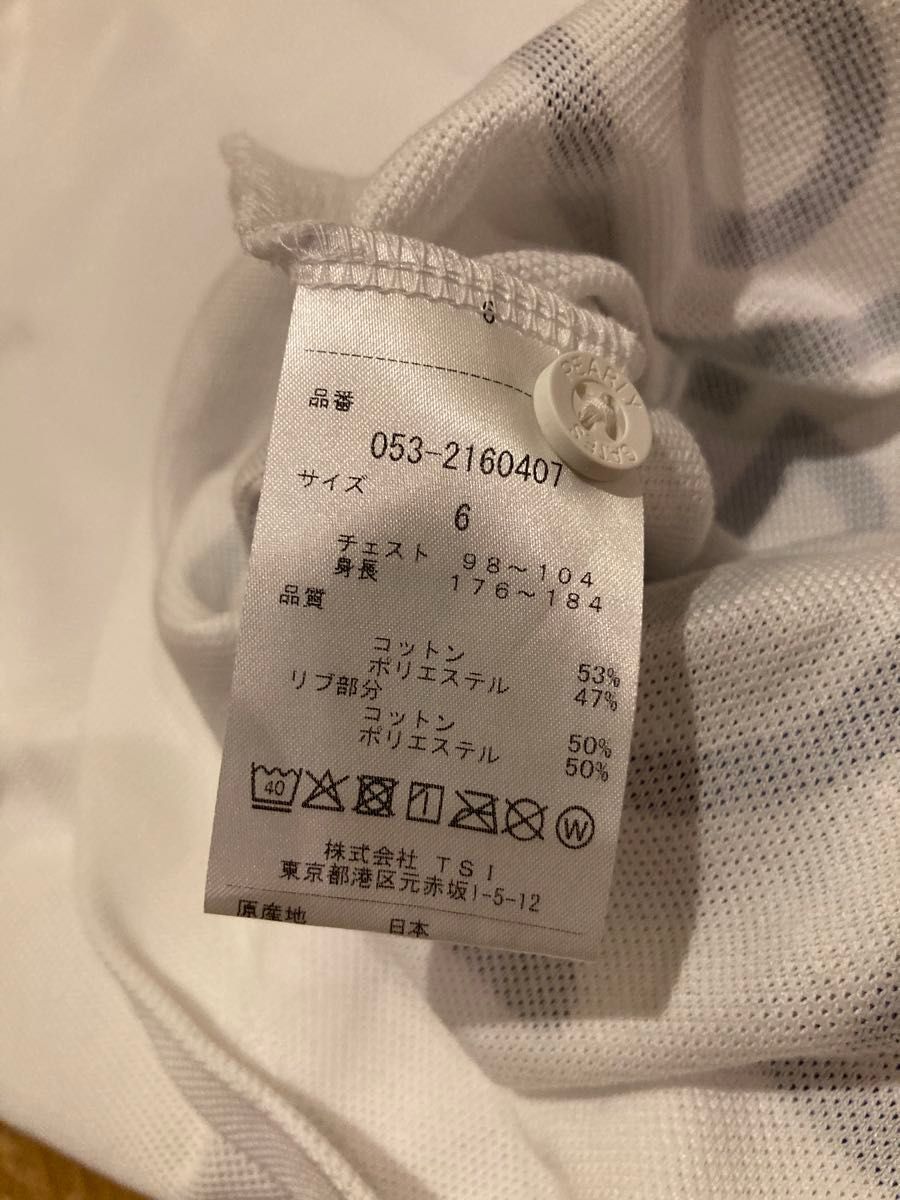 6
品番
053-2160407
サイズ
6
チェスト 98～104
身長 176～184
品質
コットン 53%
ポリエステル 47%
リブ部分
コットン 50%
ポリエステル 50%
40
W
株式会社 TSI
東京都港区元赤坂1-5-12
原産地 日本
PEARLY
GATES